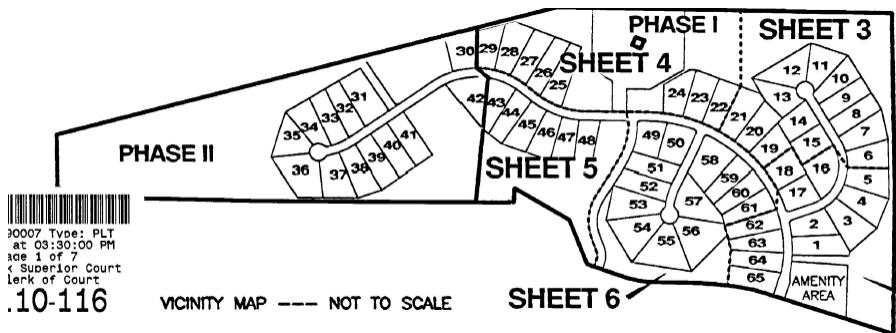 PHASE I
SHEET 3
SHEET 4
30 29 28 27 26 25
24 23 22 21 20 19 18 17
12 11 10 9 8 7 6 5 4 3
13 14 15 16
2
1
31 32 33 34 35 36 37 38 39 40 41
42 43 44 45 46 47 48
49 50
51
52
53
54 55 56 57
58 59 60 61
62
63
64
65
PHASE II
SHEET 5
SHEET 6
AMENITY
AREA
90007 Type: PLT
at 03:30:00 PM
age 1 of 7
Superior Court
lerk of Court
.10-116
VICINITY MAP --- NOT TO SCALE